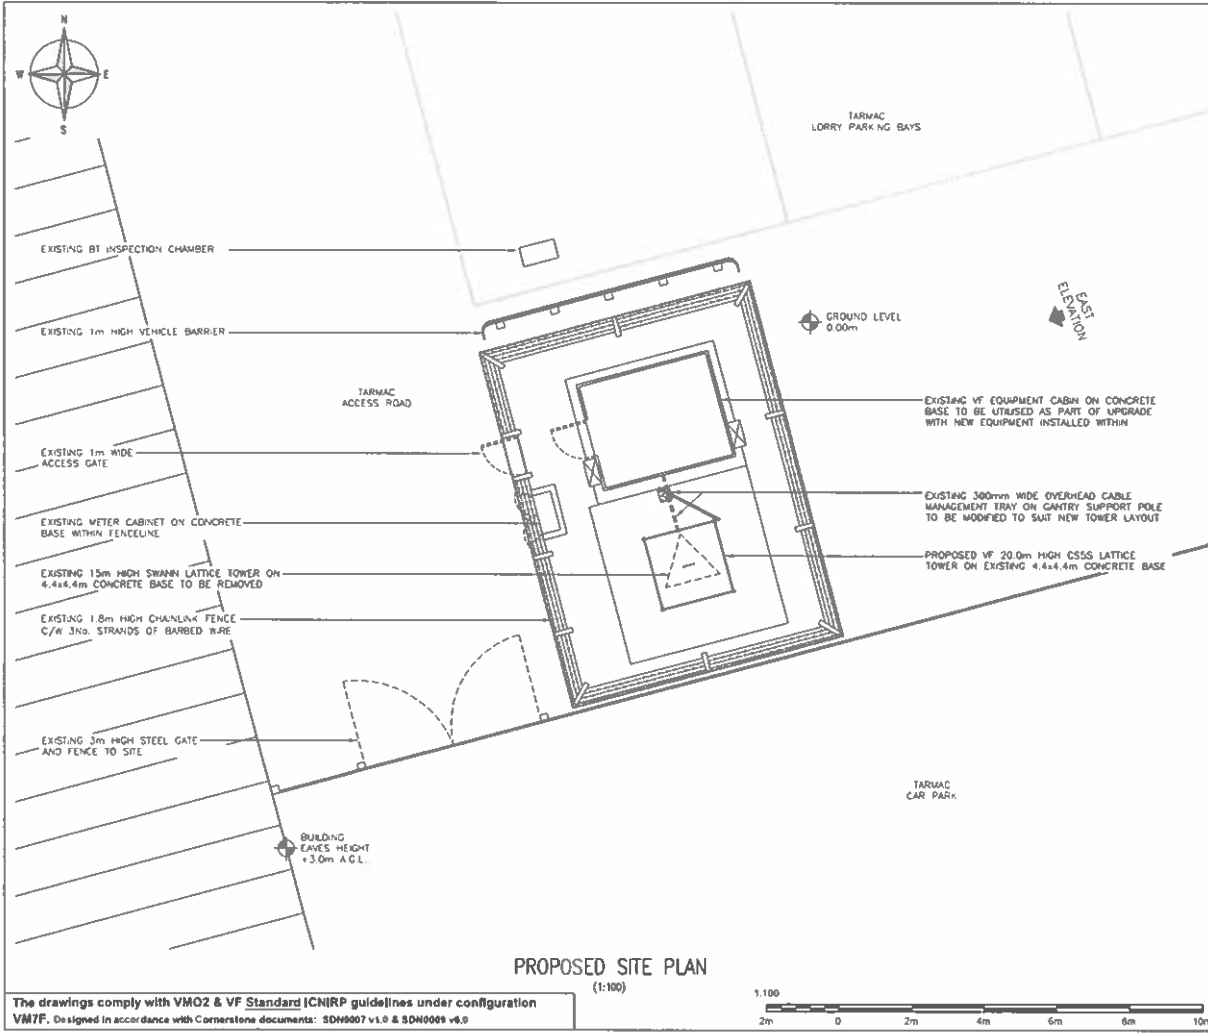 N
W E
S
TARMAC
LORRY PARKING BAYS
EXISTING BT INSPECTION CHAMBER
EXISTING 1m HIGH VEHICLE BARRIER
GROUND LEVEL
0.00m
EAST
ELEVATION
TARMAC
ACCESS ROAD
EXISTING VF EQUIPMENT CABIN ON CONCRETE
BASE TO BE UTILISED AS PART OF UPGRADE
WITH NEW EQUIPMENT INSTALLED WITHIN
EXISTING 1m WIDE
ACCESS GATE
EXISTING 300mm WIDE OVERHEAD CABLE
MANAGEMENT TRAY ON GANTRY SUPPORT POLE
TO BE MODIFIED TO SUIT NEW TOWER LAYOUT
EXISTING METER CABINET ON CONCRETE
BASE WITHIN FENCELINE
PROPOSED VF 20.0m HIGH CS5S LATTICE
TOWER ON EXISTING 4.4x4.4m CONCRETE BASE
EXISTING 15m HIGH SWANN LATTICE TOWER ON
4.4x4.4m CONCRETE BASE TO BE REMOVED
EXISTING 1.8m HIGH CHAINLINK FENCE
C/W 3No. STRANDS OF BARBED WIRE
EXISTING 3m HIGH STEEL GATE
AND FENCE TO SITE
TARMAC
CAR PARK
BUILDING
EAVES HEIGHT
+3.0m A.G.L.
PROPOSED SITE PLAN
(1:100)
The drawings comply with VMO2 & VF Standard ICNIRP guidelines under configuration
VM7F. Designed in accordance with Cornerstone documents: SDN0007 v1.0 & SDN0009 v6.0
1:100
2m 0 2m 4m 6m 8m 10m